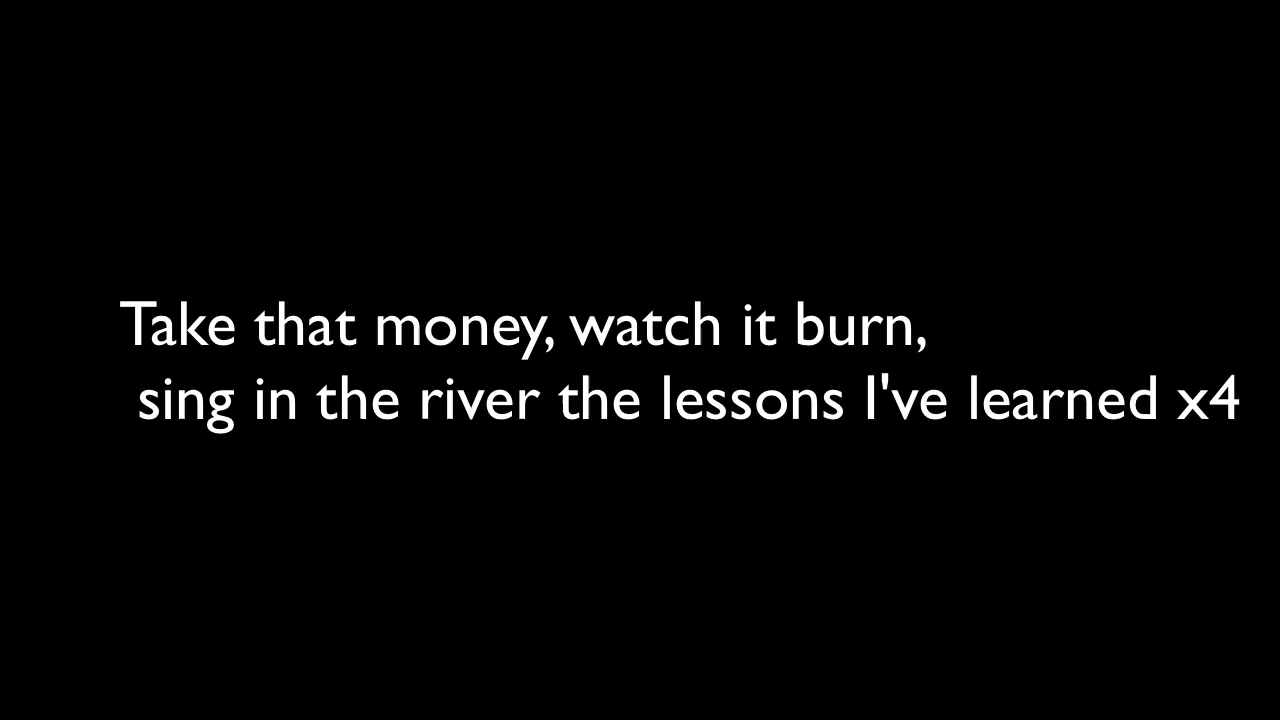 Take that money, watch it burn,
sing in the river the lessons I've learned x4